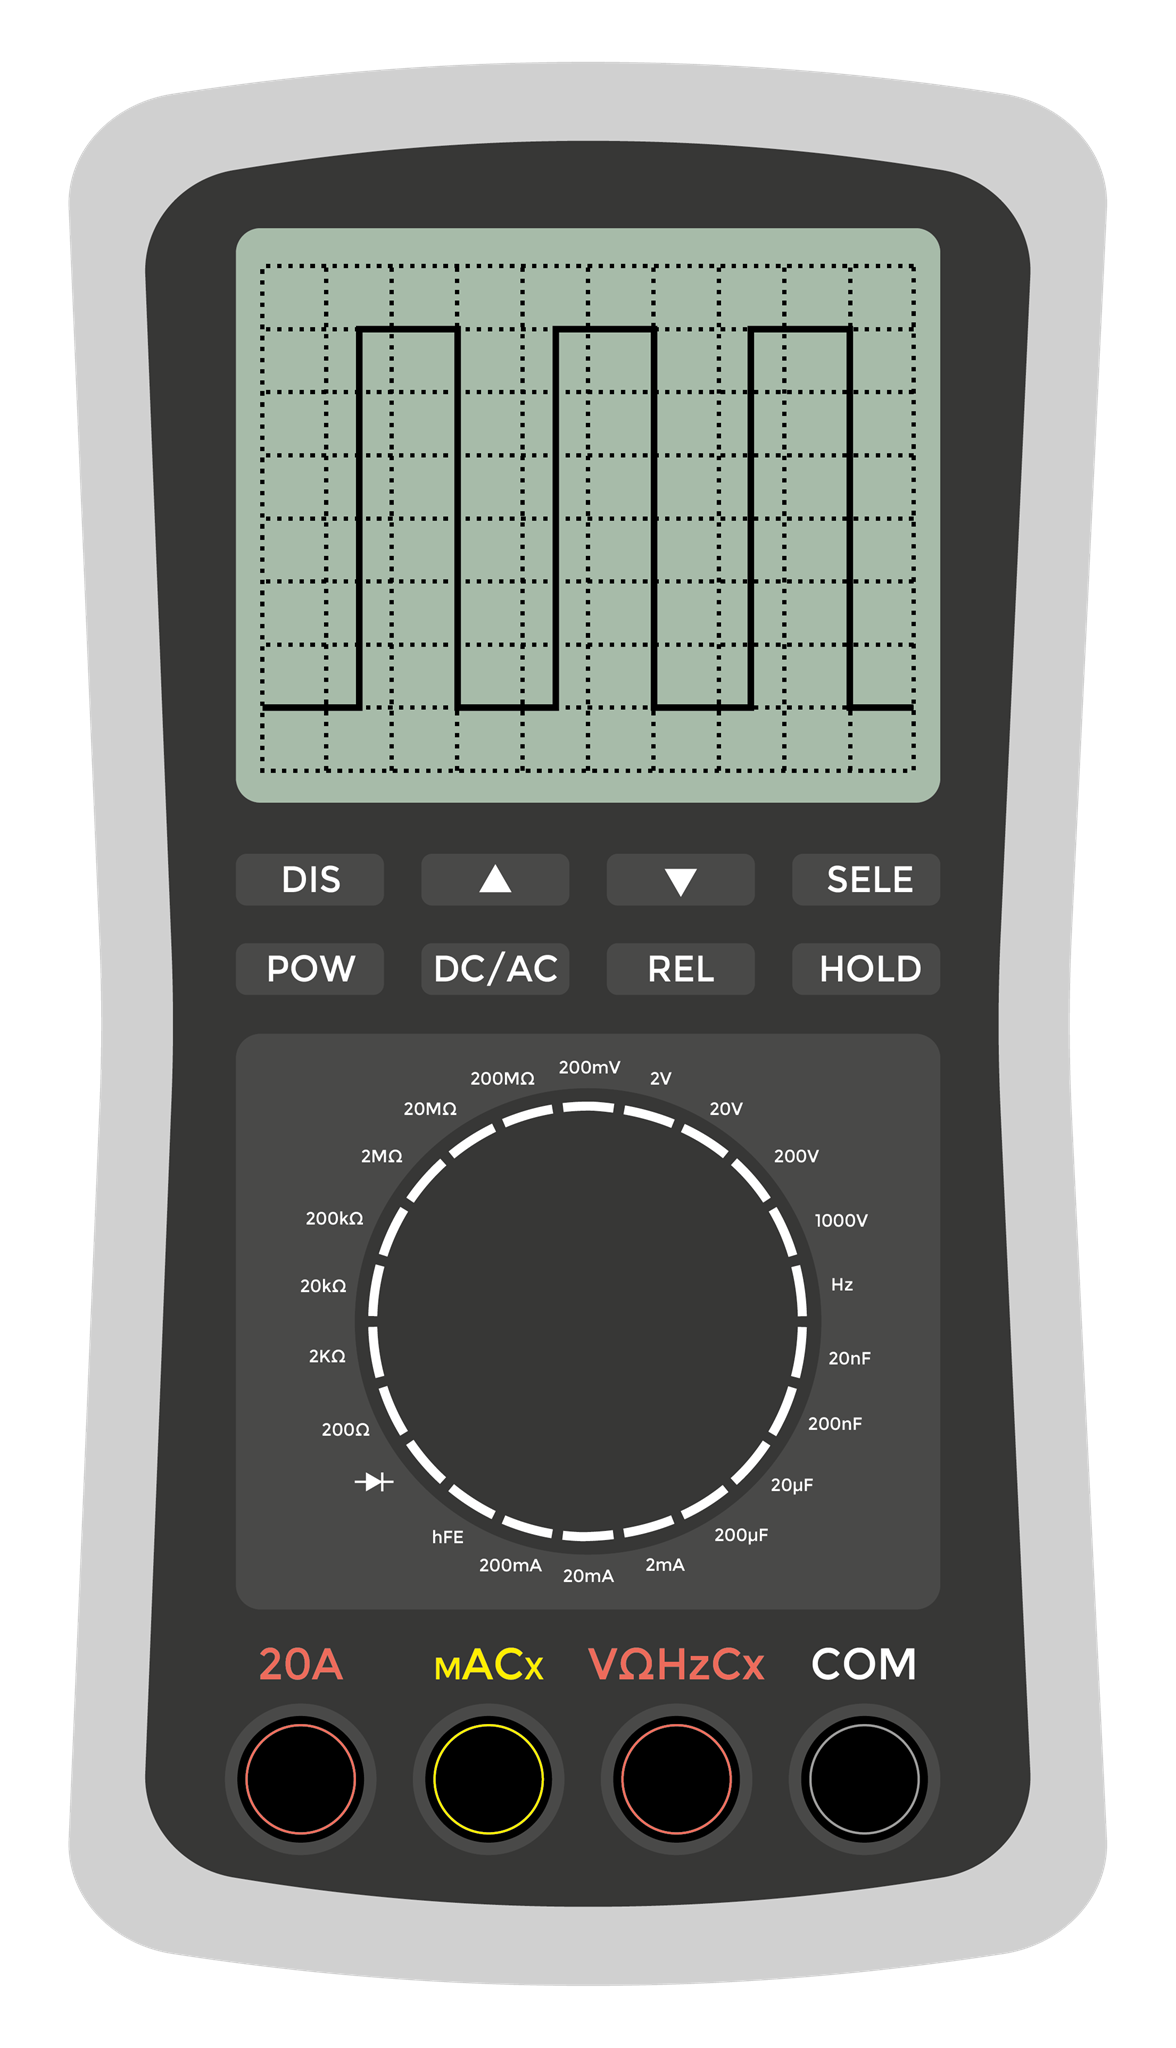 DIS ▲ ▼ SELE
POW DC/AC REL HOLD
200mV
2V
20V
200V
1000V
Hz
20nF
200nF
20µF
200µF
2mA
20mA
200mA
hFE
200Ω
2KΩ
20kΩ
200kΩ
2MΩ
20MΩ
200MΩ
20A MACX VΩHzCX COM